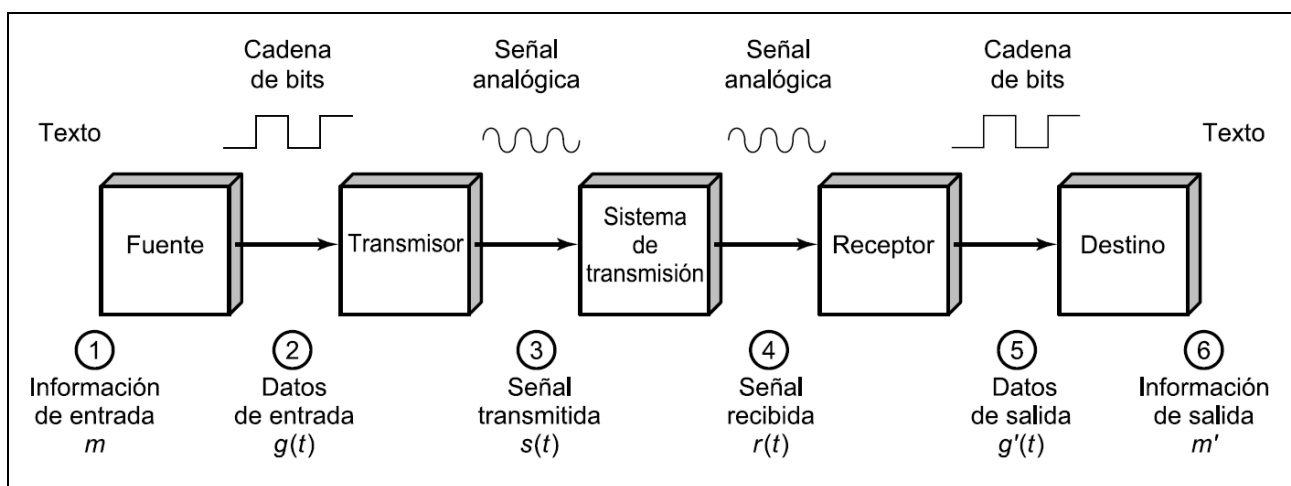 Cadena
de bits
Señal
analógica
Señal
analógica
Cadena
de bits
Texto
Texto
Fuente
Transmisor
Sistema
de
transmisión
Receptor
Destino
1
Información
de entrada
m
2
Datos
de entrada
g(t)
3
Señal
transmitida
s(t)
4
Señal
recibida
r(t)
5
Datos
de salida
g'(t)
6
Información
de salida
m'